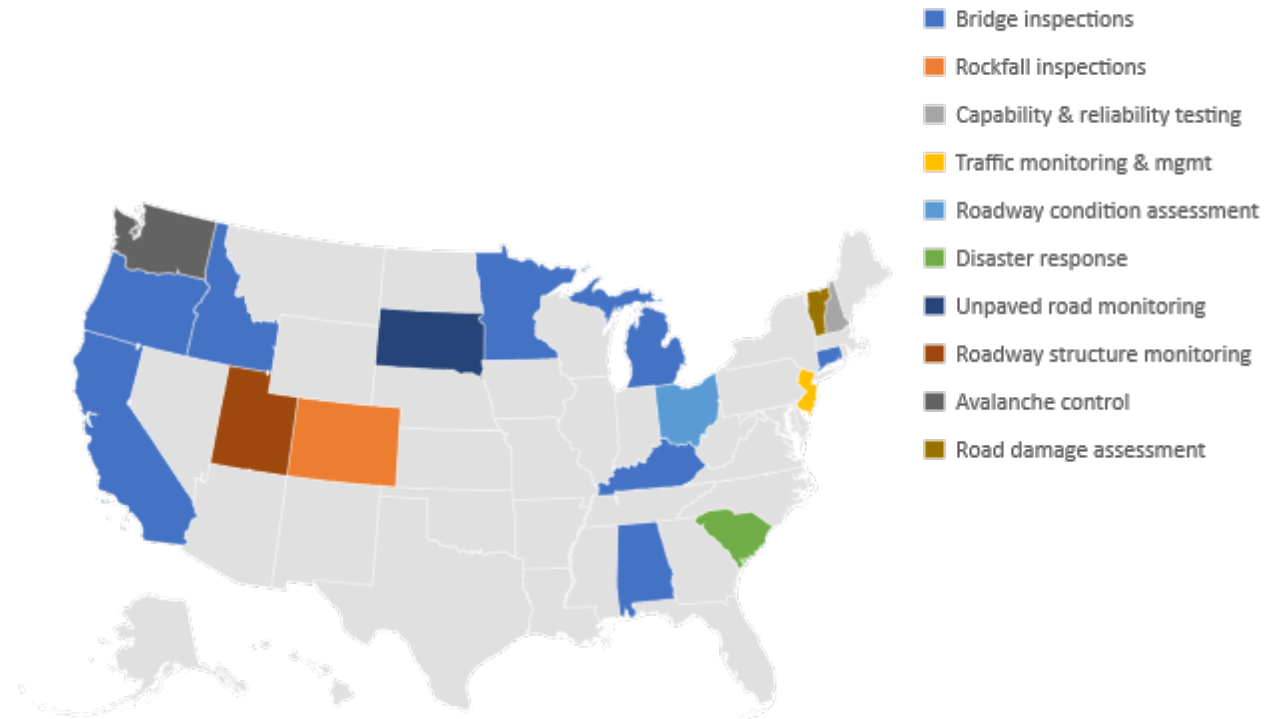 Bridge inspections
Rockfall inspections
Capability & reliability testing
Traffic monitoring & mgmt
Roadway condition assessment
Disaster response
Unpaved road monitoring
Roadway structure monitoring
Avalanche control
Road damage assessment